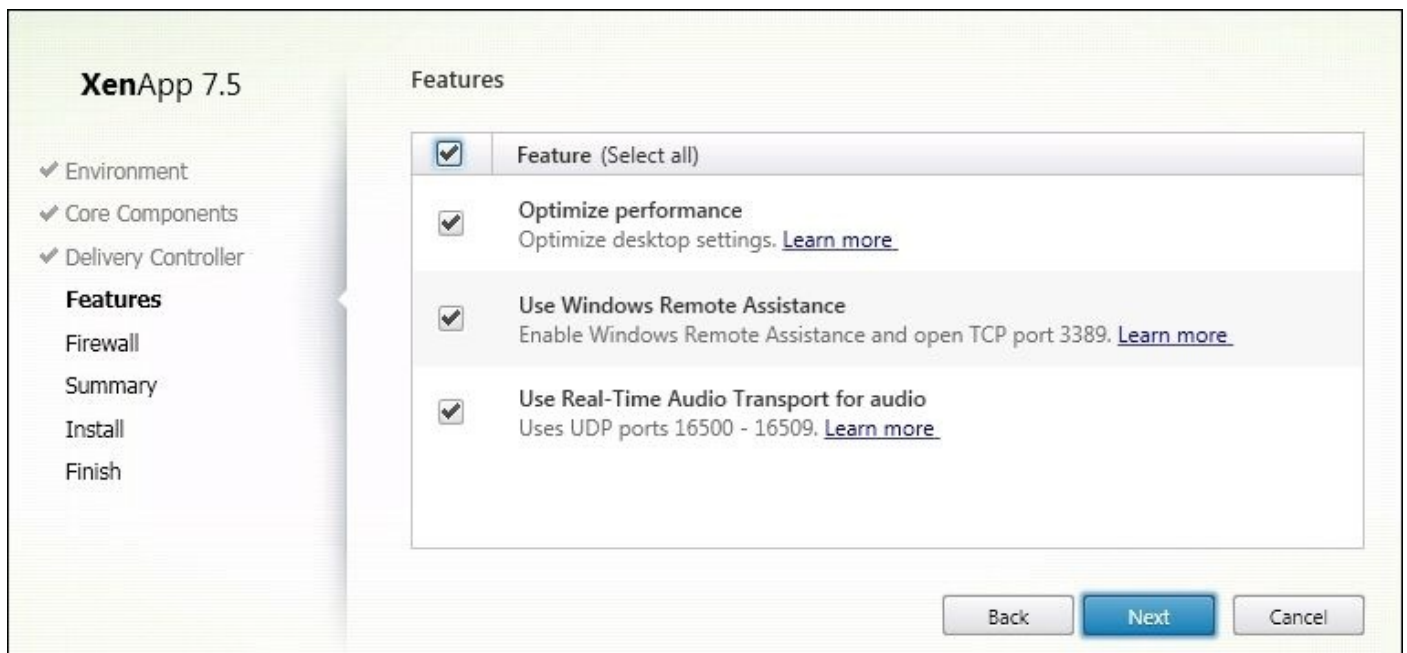 XenApp 7.5
Environment
Core Components
Delivery Controller
Features
Firewall
Summary
Install
Finish
Features
Feature (Select all)
Optimize performance
Optimize desktop settings. Learn more
Use Windows Remote Assistance
Enable Windows Remote Assistance and open TCP port 3389. Learn more
Use Real-Time Audio Transport for audio
Uses UDP ports 16500 - 16509. Learn more
Back Next Cancel